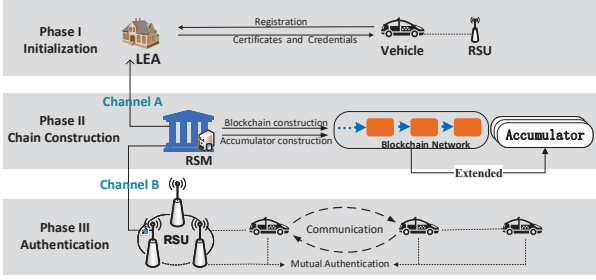 Phase I
Initialization
LEA
Registration
Certificates and Credentials
Vehicle
RSU
Channel A
Phase II
Chain Construction
RSM
Blockchain construction
Accumulator construction
Blockchain Network
Accumulator
Extended
Channel B
Phase III
Authentication
RSU
Communication
Mutual Authentication